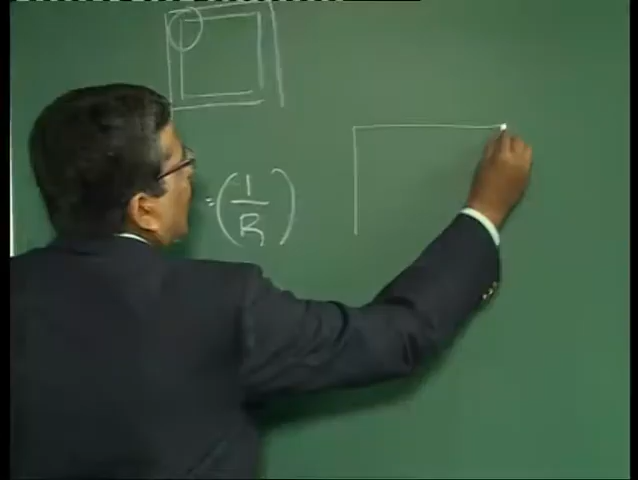 = (1/R)